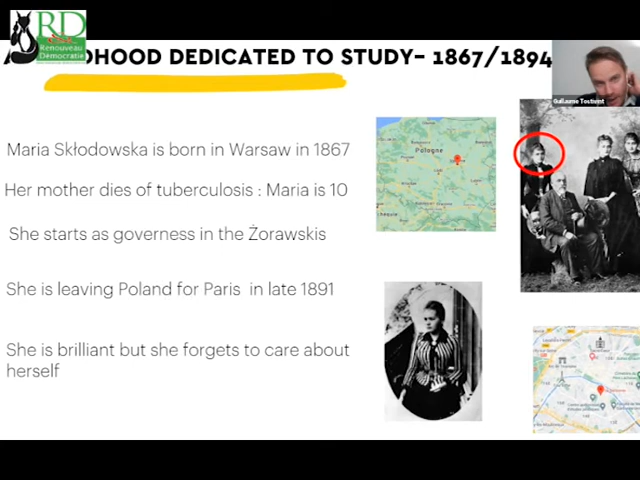 RD
Renouveau
Démocratie
DHOOD DEDICATED TO STUDY- 1867/1894
Guillaume Tostivint
Maria Skłodowska is born in Warsaw in 1867
Her mother dies of tuberculosis : Maria is 10
She starts as governess in the Żorawskis
She is leaving Poland for Paris in late 1891
She is brilliant but she forgets to care about
herself
Pologne